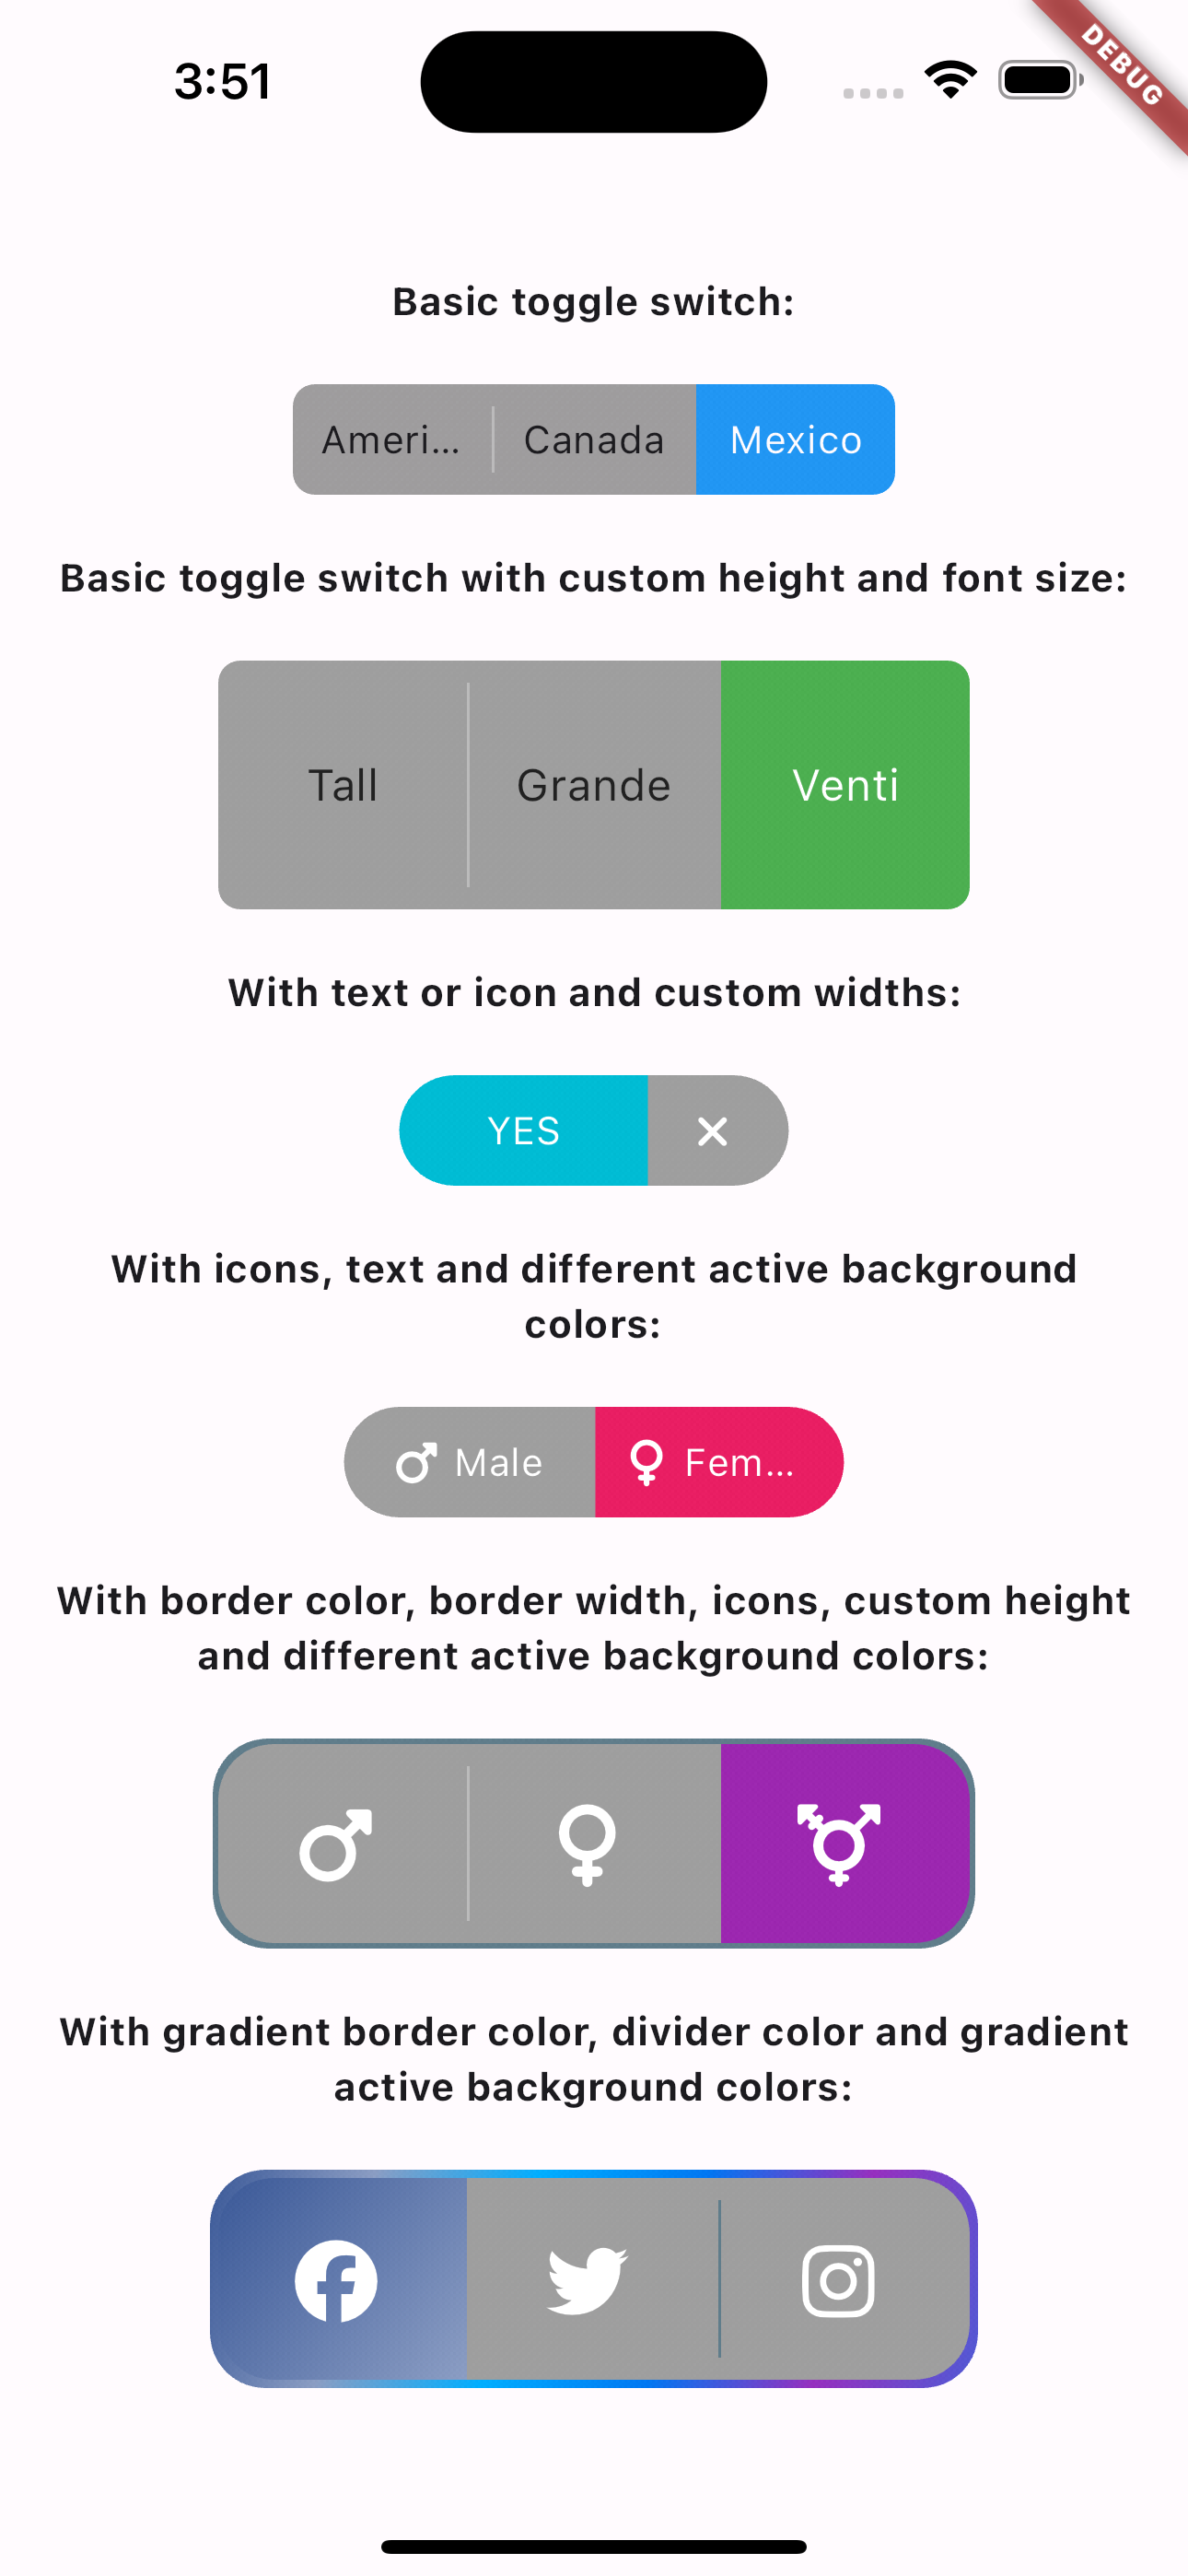 3:51
DEBUG
Basic toggle switch:
Ameri... Canada Mexico
Basic toggle switch with custom height and font size:
Tall Grande Venti
With text or icon and custom widths:
YES
With icons, text and different active background
colors:
Male Fem...
With border color, border width, icons, custom height
and different active background colors:
With gradient border color, divider color and gradient
active background colors: